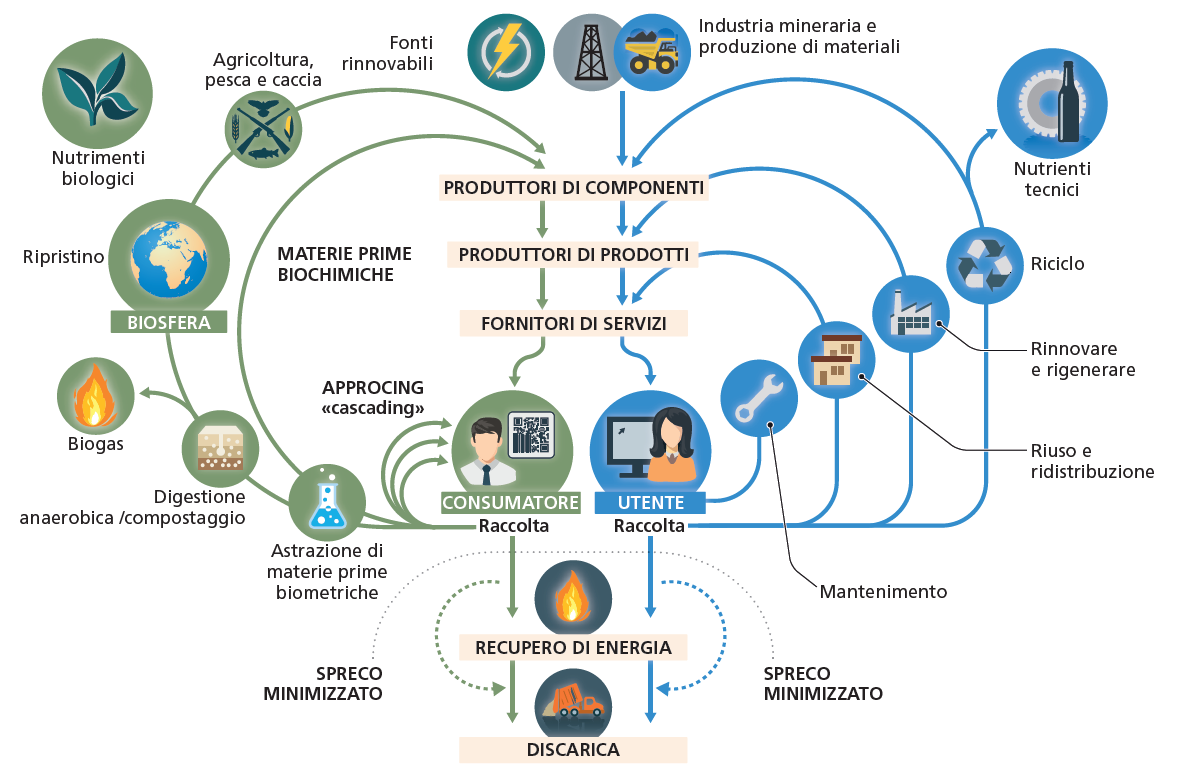 Fonti
rinnovabili
Industria mineraria e
produzione di materiali
Agricoltura,
pesca e caccia
Nutrimenti
biologici
Nutrienti
tecnici
PRODUTTORI DI COMPONENTI
Ripristino
MATERIE PRIME
BIOCHIMICHE
PRODUTTORI DI PRODOTTI
Riciclo
BIOSFERA
FORNITORI DI SERVIZI
Rinnovare
e rigenerare
APPROCING
«cascading»
Biogas
Riuso e
ridistribuzione
Digestione
anaerobica /compostaggio
CONSUMATORE
UTENTE
Raccolta
Raccolta
Astrazione di
materie prime
biometriche
Mantenimento
RECUPERO DI ENERGIA
SPRECO
MINIMIZZATO
SPRECO
MINIMIZZATO
DISCARICA